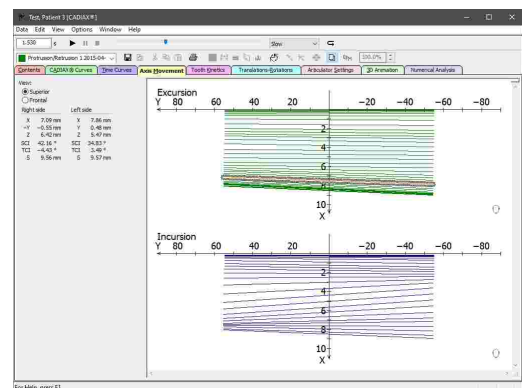 Test, Patient 3 [CADIAX®]
Date Edit View Options Window Help
1.530 s Slow
Protrusion/Retrusion 1 2015-04- 100.0%
Contents CADIAX® Curves Time Curves Axis Movement Tooth Kinetics Translations-Rotations Articulator Settings 3D Animation Numerical Analysis
View:
Superior
Frontal
Right side Left side
X 7.09 mm X 7.86 mm
-Y -0.55 mm Y 0.48 mm
Z 6.42 mm Z 5.47 mm
SCI 42.16 ° SCI 34.83 °
TCI -4.43 ° TCI 3.49 °
S 9.56 mm S 9.57 mm
Excursion
Y 80 60 40 20 -20 -40 -60 -80
2
4
6
8
10
X
Incursion
Y 80 60 40 20 -20 -40 -60 -80
2
4
6
8
10
X
For Help, press F1